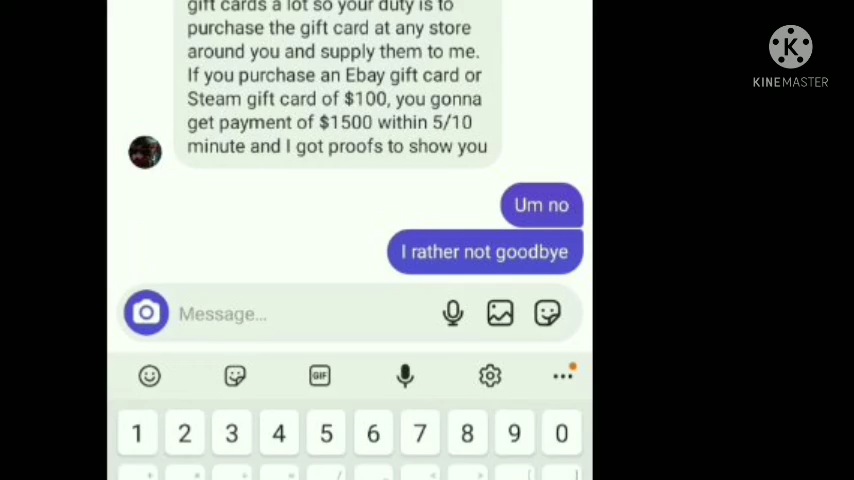 gift cards a lot so your duty is to
purchase the gift card at any store
around you and supply them to me.
If you purchase an Ebay gift card or
Steam gift card of $100, you gonna
get payment of $1500 within 5/10
minute and I got proofs to show you
Um no
I rather not goodbye
Message...
GIF
1 2 3 4 5 6 7 8 9 0
K
KINEMASTER